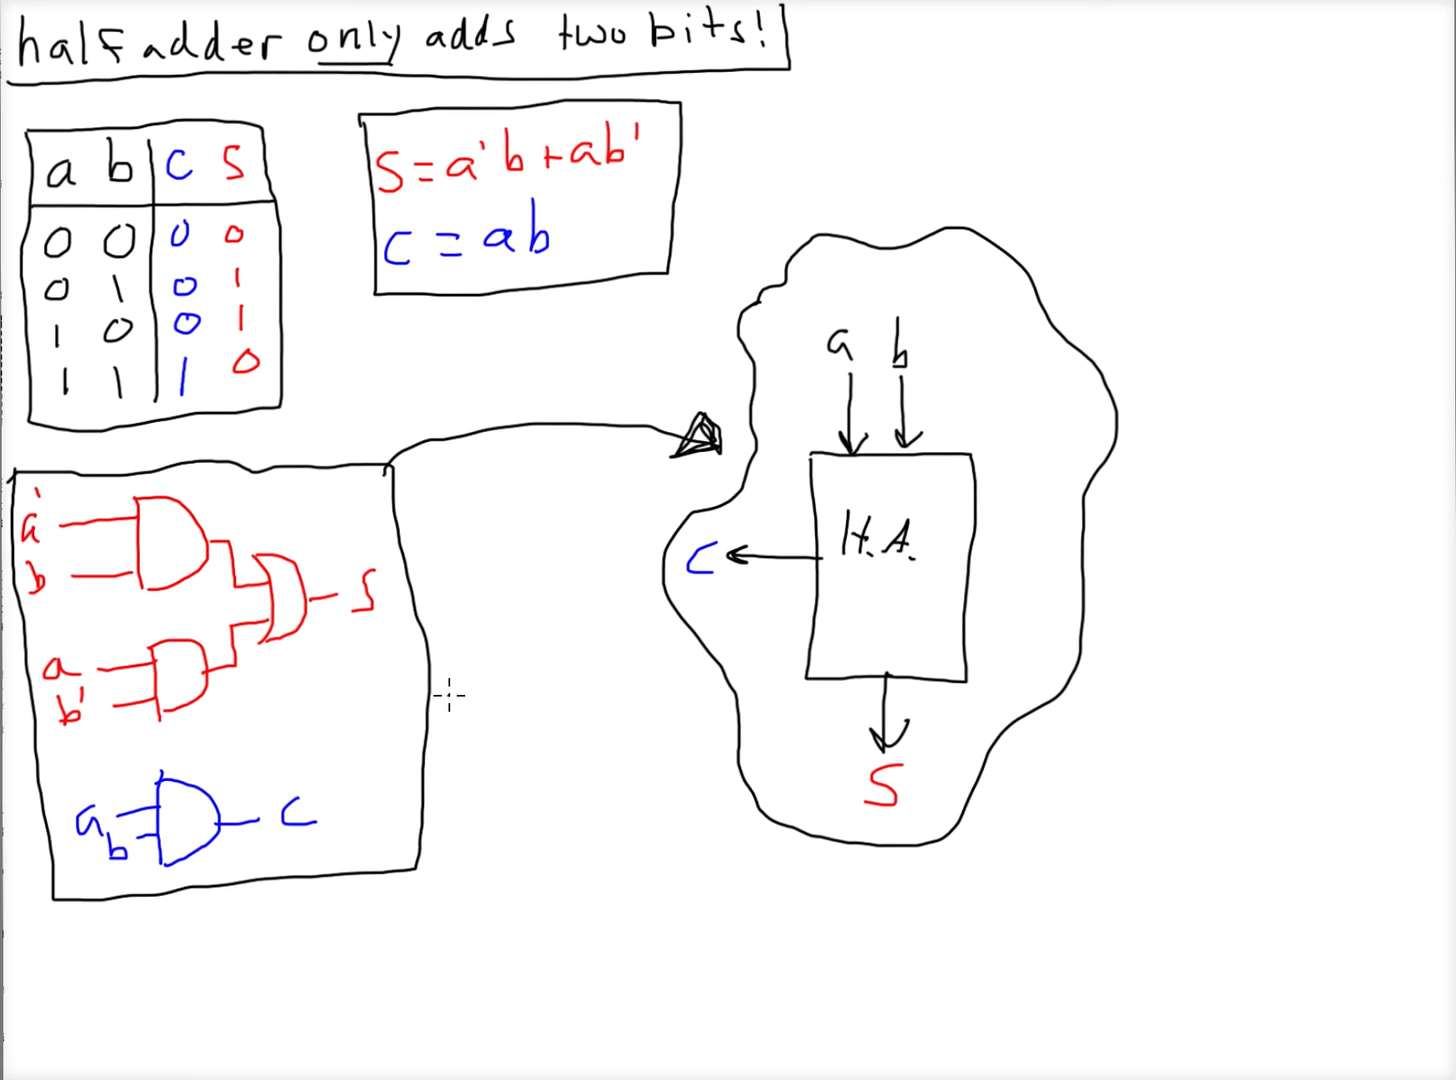 half adder only adds two bits!
a b c s
0 0 0 0
0 1 0 1
1 0 0 1
1 1 1 0
s = a'b + ab'
c = ab
a b
H.A.
c
s
a'
b
s
a
b'
a
b
c